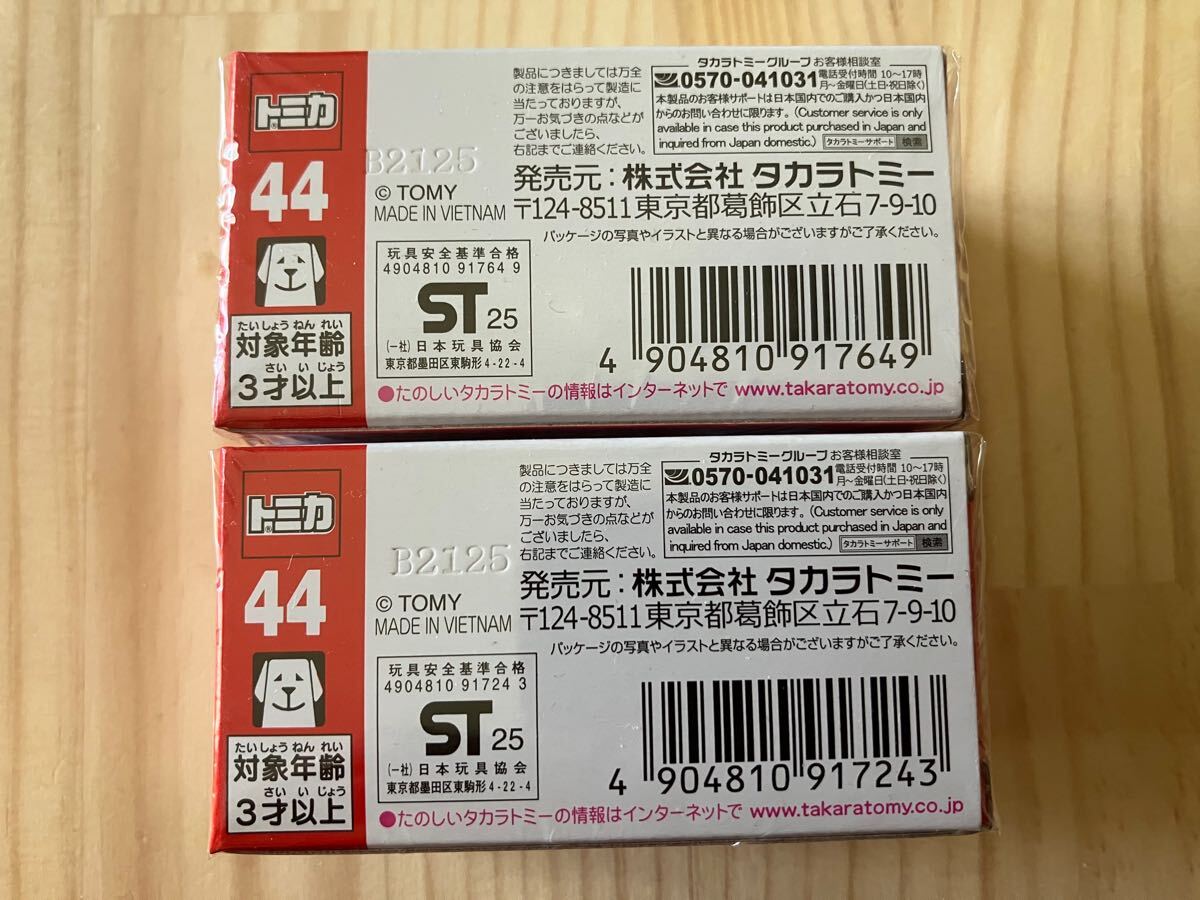 トミカ®
44
たいしょうねんれい
対象年齢
さいいじょう
3才以上
B2125
© TOMY
MADE IN VIETNAM
玩具安全基準合格
4904810 91764 9
ST 25
(一社)日本玩具協会
東京都墨田区東駒形4-22-4
製品につきましては万全
の注意をはらって製造に
当たっておりますが、
万一お気づきの点などが
ございましたら、
右記までご連絡ください。
タカラトミーグループ お客様相談室
0570-041031 電話受付時間 10〜17時
月〜金曜日(土日・祝日除く)
本製品のお客様サポートは日本国内でのご購入かつ日本国内
からのお問い合わせに限ります。(Customer service is only
available in case this product purchased in Japan and
inquired from Japan domestic.) タカラトミーサポート 検索
発売元:株式会社 タカラトミー
〒124-8511 東京都葛飾区立石7-9-10
パッケージの写真やイラストと異なる場合がございますがご了承ください。
4 904810 917649
●たのしいタカラトミーの情報はインターネットで www.takaratomy.co.jp
トミカ®
44
たいしょうねんれい
対象年齢
さいいじょう
3才以上
B2125
© TOMY
MADE IN VIETNAM
玩具安全基準合格
4904810 91724 3
ST 25
(一社)日本玩具協会
東京都墨田区東駒形4-22-4
製品につきましては万全
の注意をはらって製造に
当たっておりますが、
万一お気づきの点などが
ございましたら、
右記までご連絡ください。
タカラトミーグループ お客様相談室
0570-041031 電話受付時間 10〜17時
月〜金曜日(土日・祝日除く)
本製品のお客様サポートは日本国内でのご購入かつ日本国内
からのお問い合わせに限ります。(Customer service is only
available in case this product purchased in Japan and
inquired from Japan domestic.) タカラトミーサポート 検索
発売元:株式会社 タカラトミー
〒124-8511 東京都葛飾区立石7-9-10
パッケージの写真やイラストと異なる場合がございますがご了承ください。
4 904810 917243
●たのしいタカラトミーの情報はインターネットで www.takaratomy.co.jp